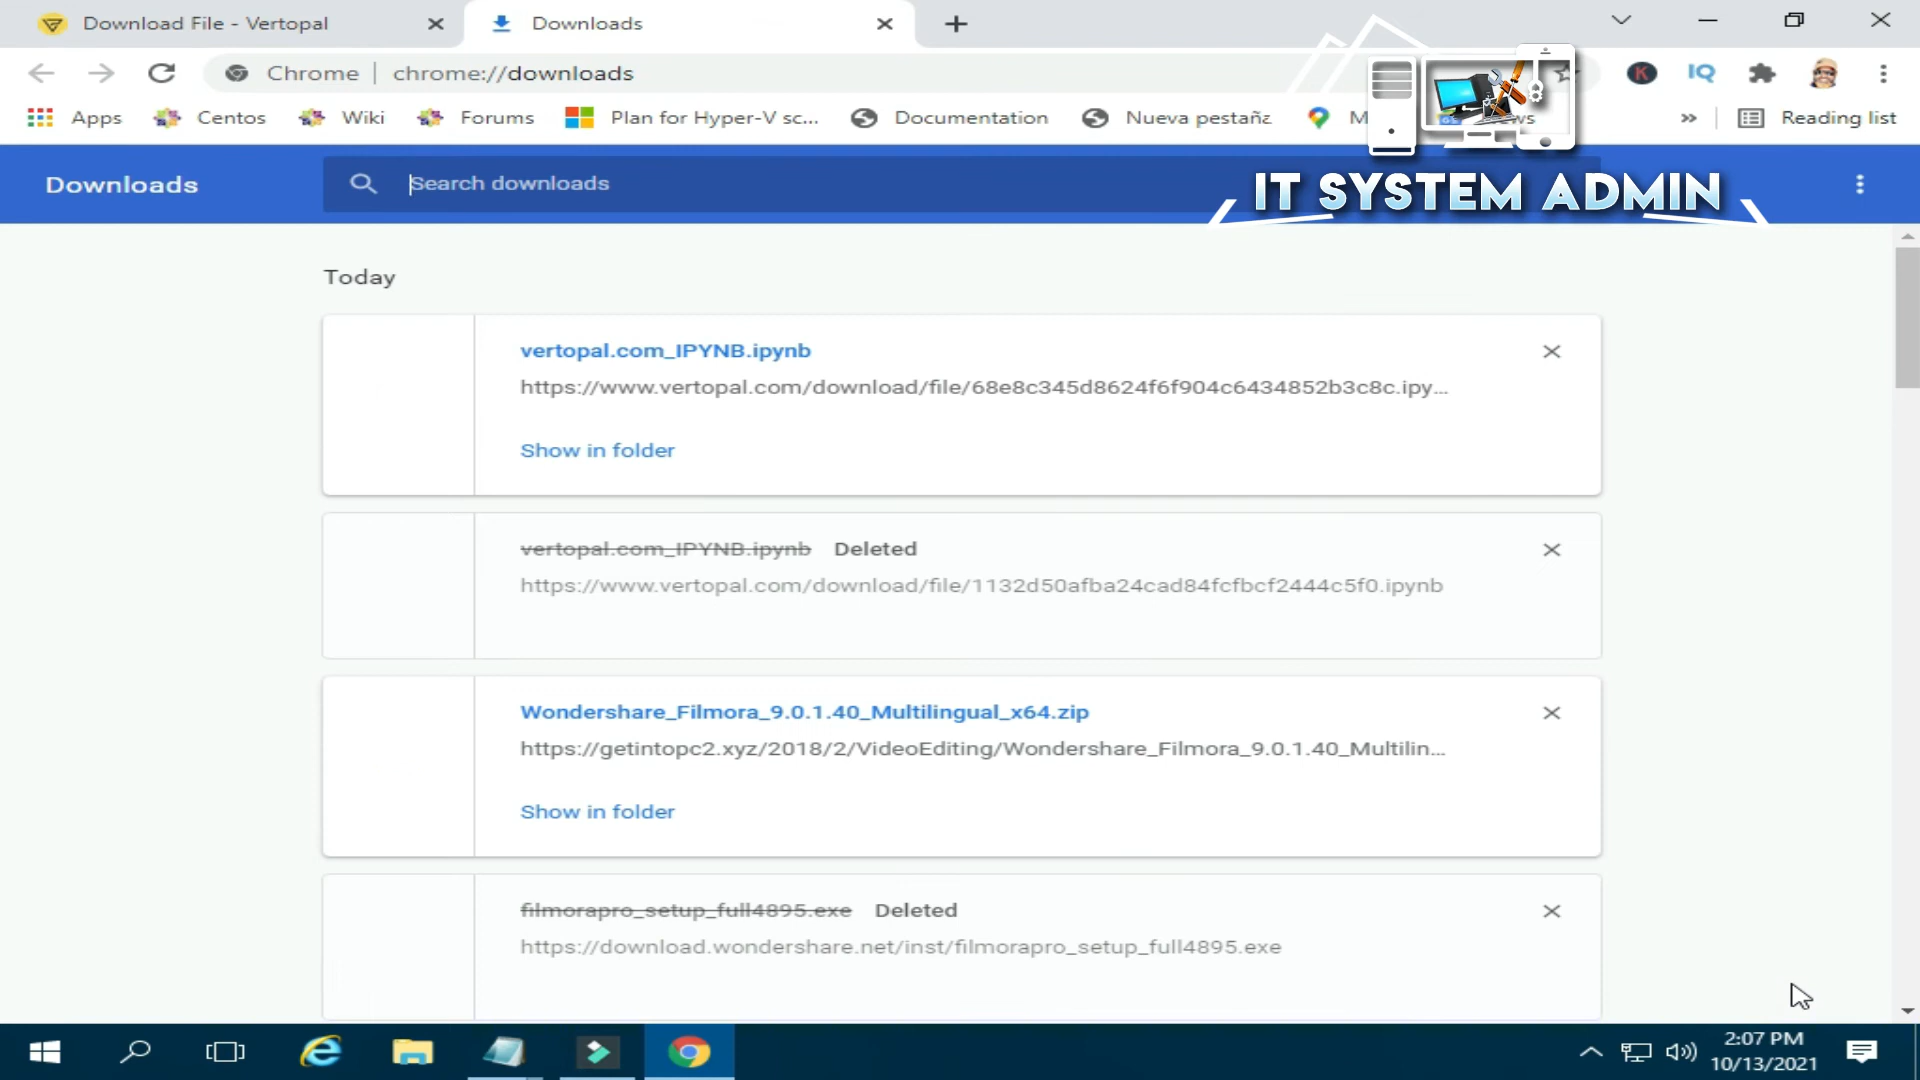 Download File - Vertopal
Downloads
Chrome | chrome://downloads
IQ
Apps
Centos
Wiki
Forums
Plan for Hyper-V sc...
Documentation
Nueva pestaña
Reading list
Downloads
Search downloads
IT SYSTEM ADMIN
Today
vertopal.com_IPYNB.ipynb
https://www.vertopal.com/download/file/68e8c345d8624f6f904c6434852b3c8c.ipy...
Show in folder
vertopal.com_IPYNB.ipynb Deleted
https://www.vertopal.com/download/file/1132d50afba24cad84fcfbcf2444c5f0.ipynb
Wondershare_Filmora_9.0.1.40_Multilingual_x64.zip
https://getintopc2.xyz/2018/2/VideoEditing/Wondershare_Filmora_9.0.1.40_Multilin...
Show in folder
filmorapro_setup_full4895.exe Deleted
https://download.wondershare.net/inst/filmorapro_setup_full4895.exe
2:07 PM
10/13/2021